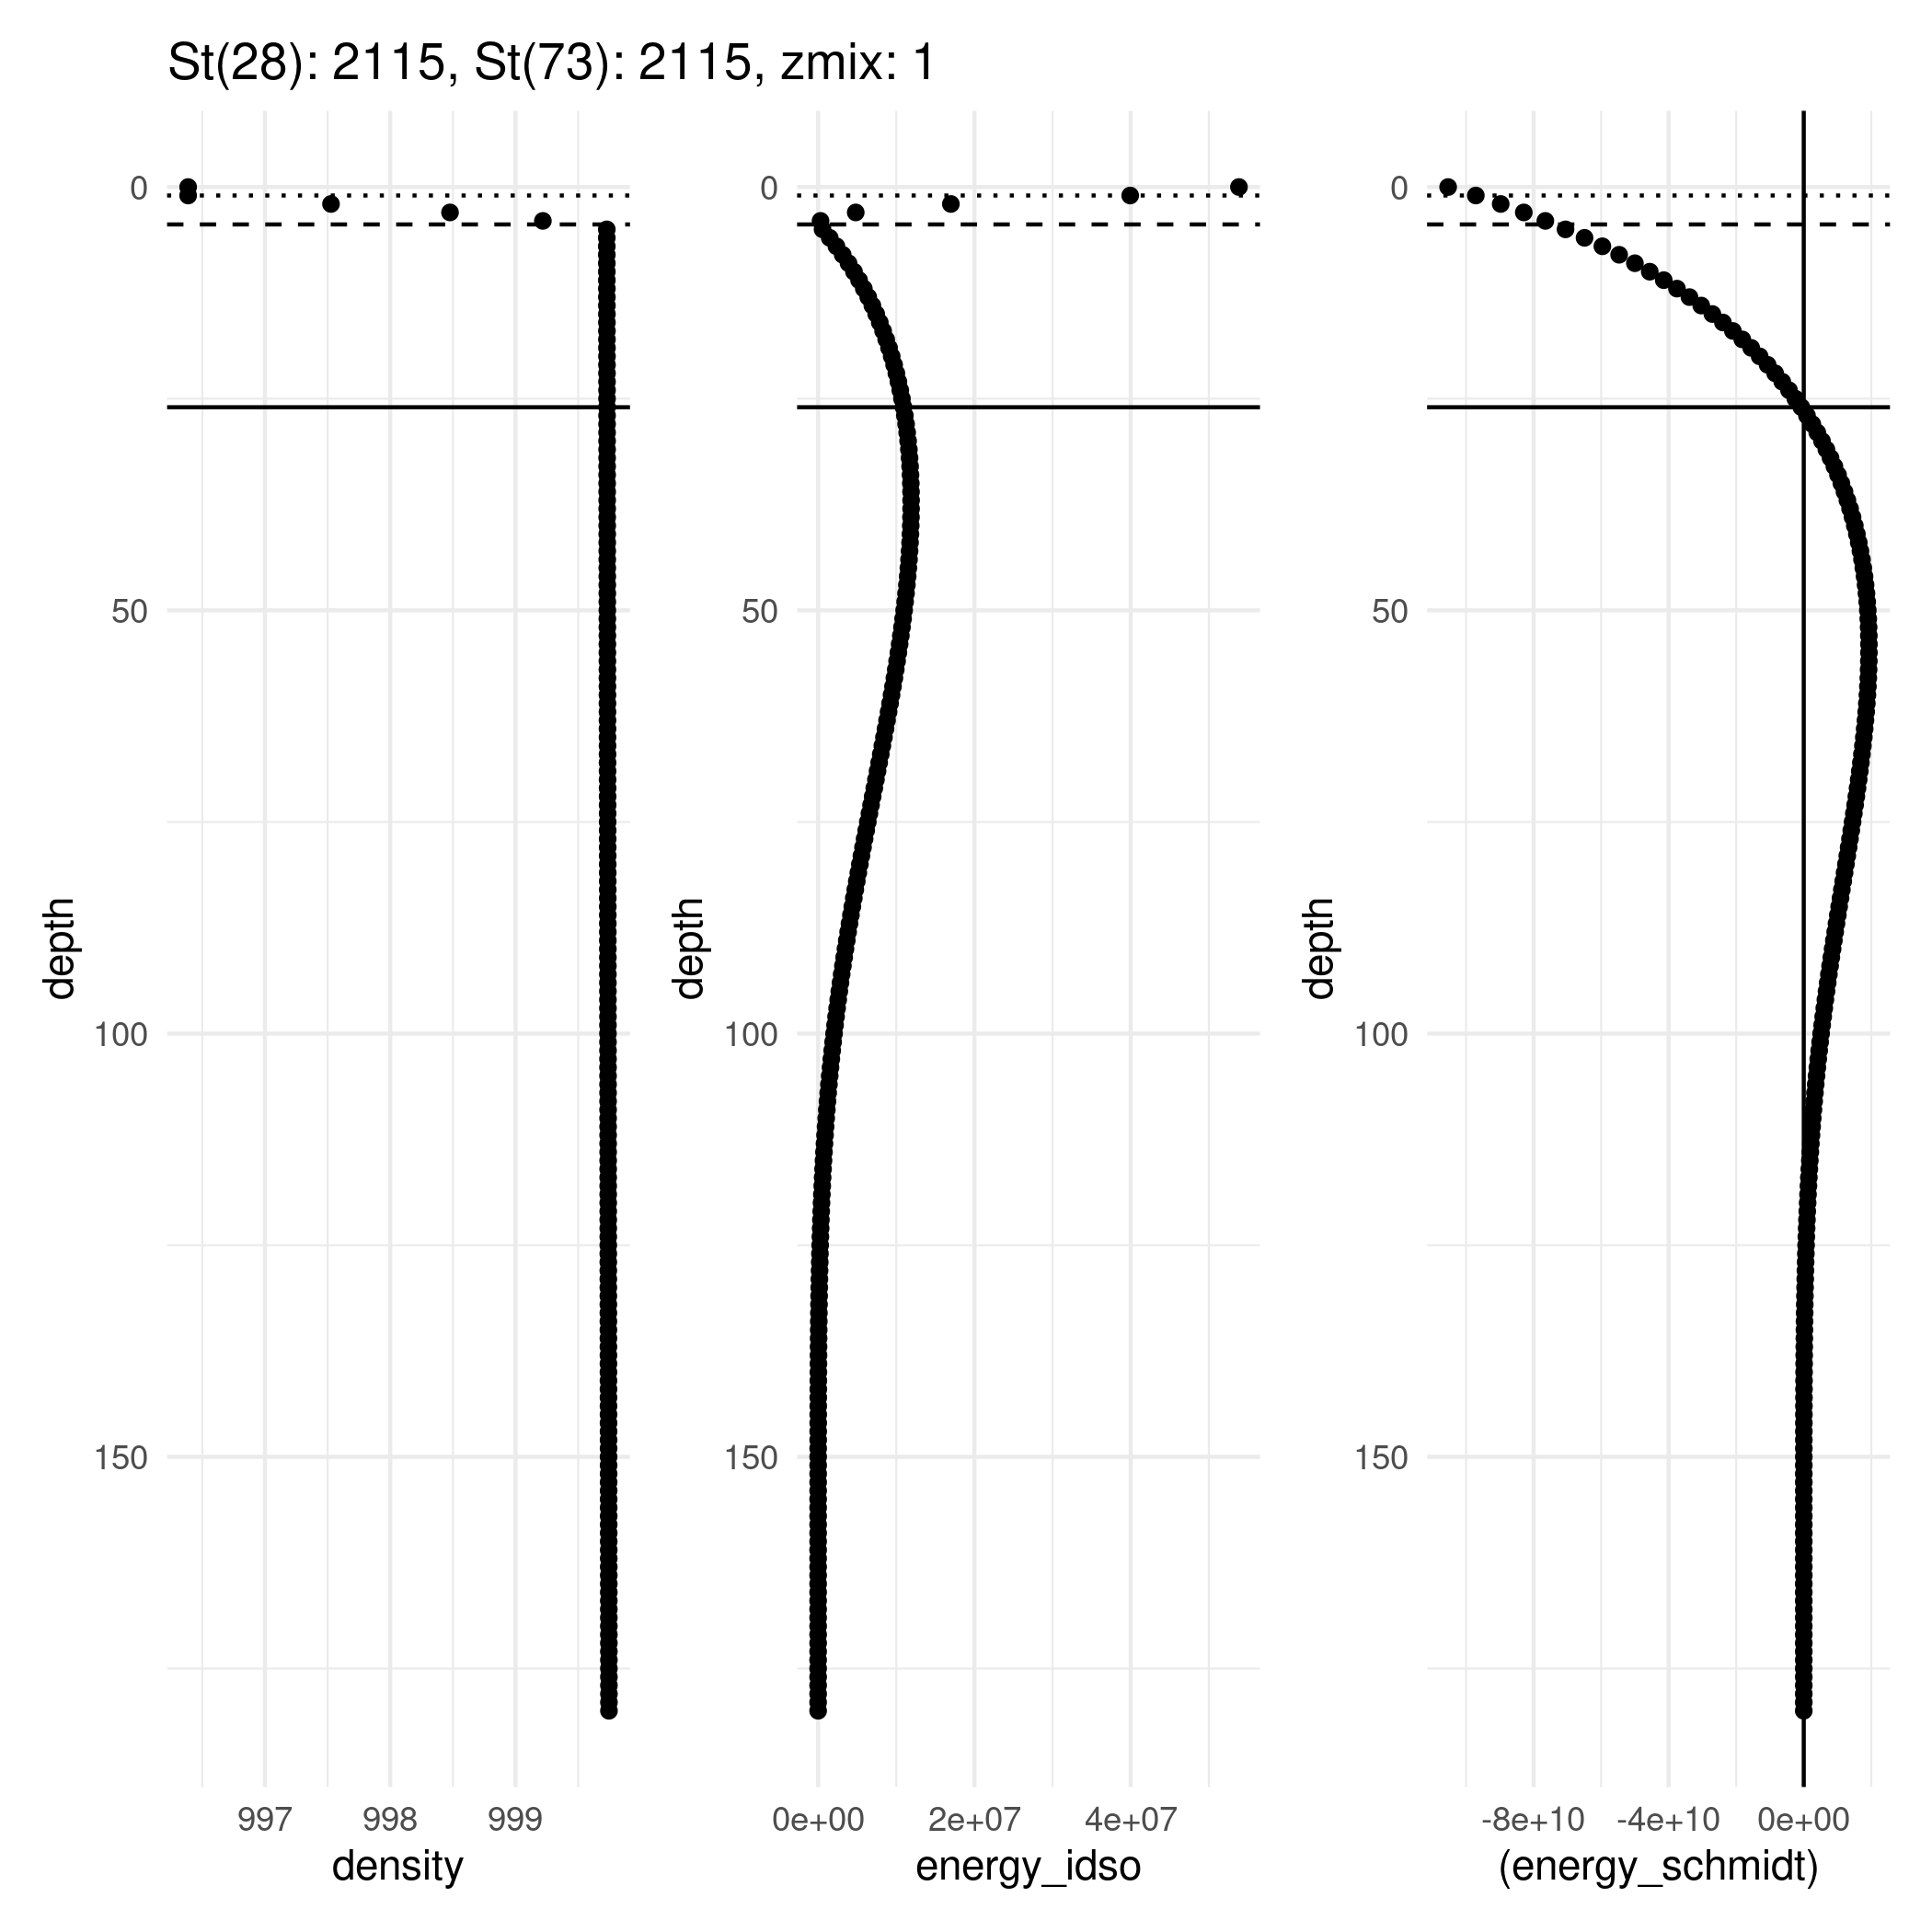 St(28): 2115, St(73): 2115, zmix: 1
0
50
100
150
depth
997 998 999
density
0
50
100
150
depth
0e+00 2e+07 4e+07
energy_idso
0
50
100
150
depth
-8e+10 -4e+10 0e+00
(energy_schmidt)